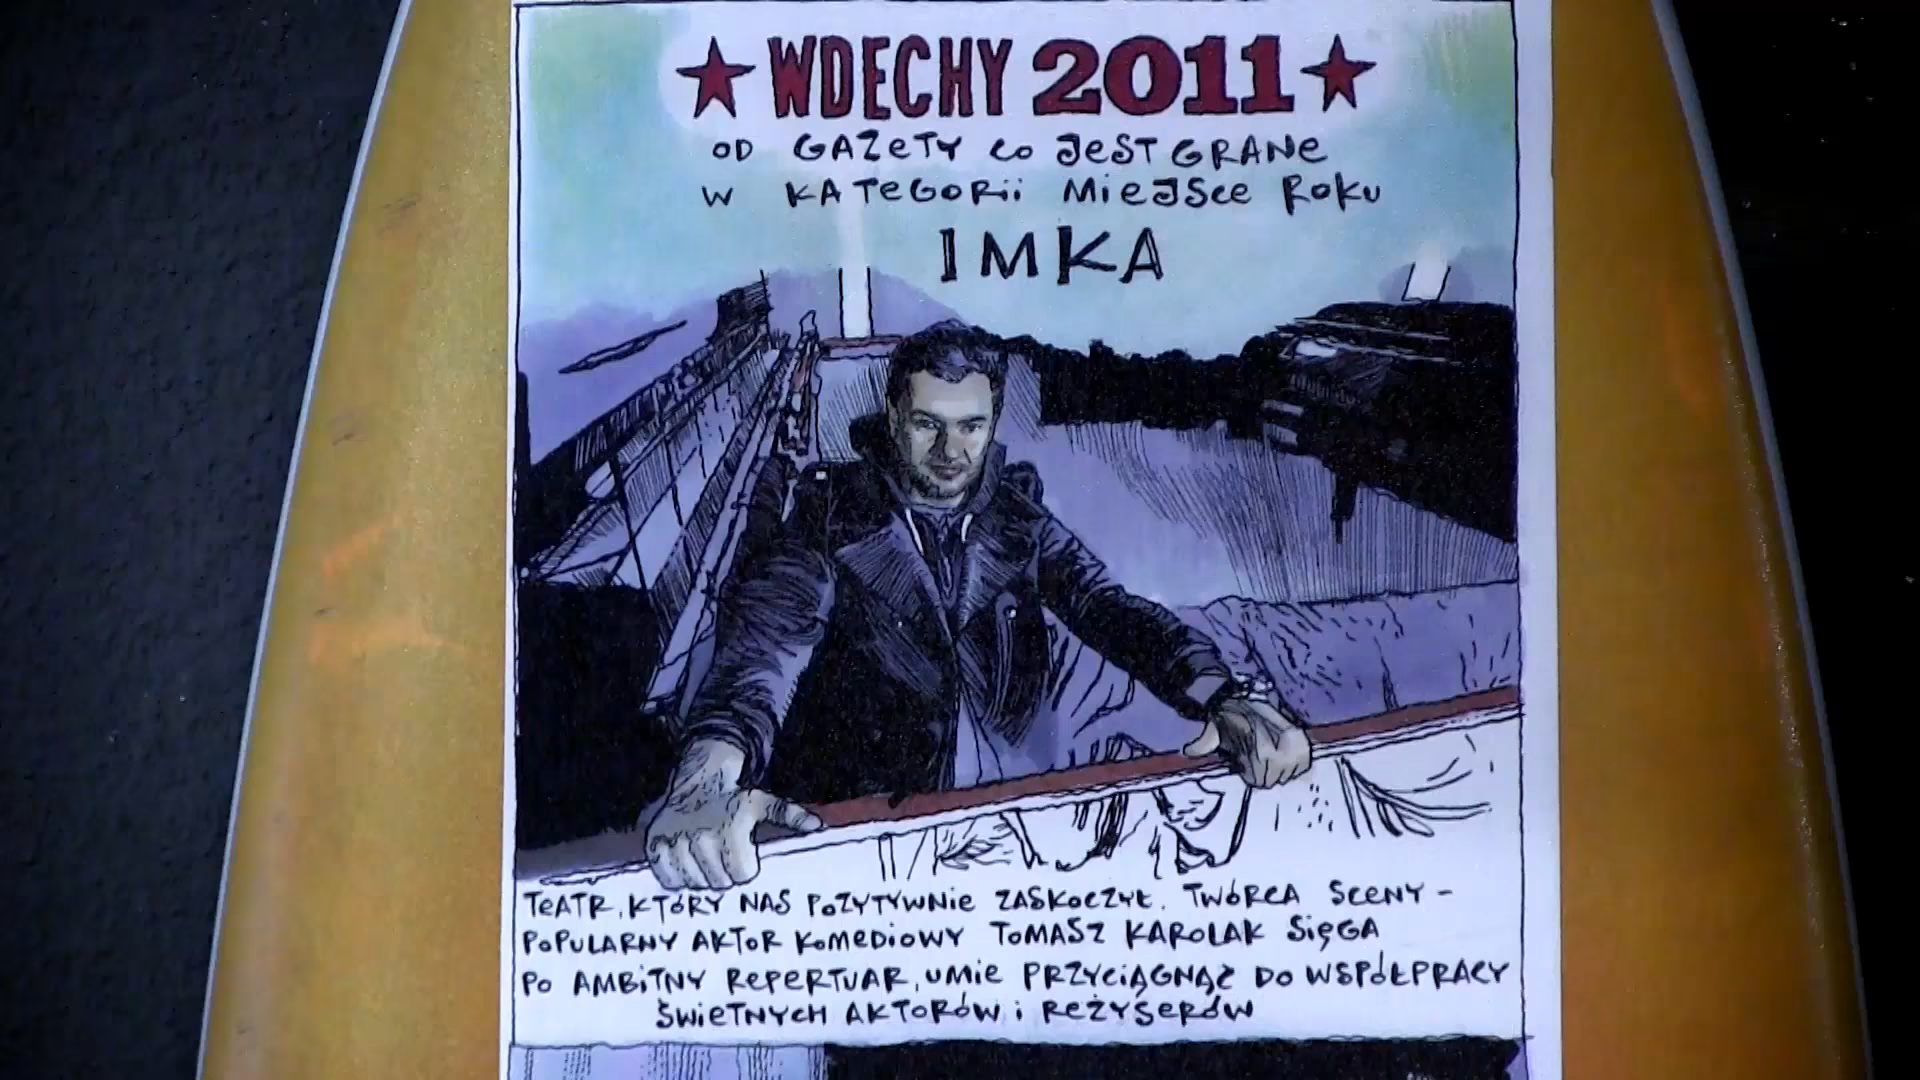 ★ WDECHY 2011 ★
OD GAZETY CO JEST GRANE
W KATEGORII MIEJSCE ROKU
IMKA
TEATR, KTÓRY NAS POZYTYWNIE ZASKOCZYŁ. TWÓRCA SCENY -
POPULARNY AKTOR KOMEDIOWY TOMASZ KAROLAK SIĘGA
PO AMBITNY REPERTUAR, UMIE PRZYCIĄGNĄĆ DO WSPÓŁPRACY
ŚWIETNYCH AKTORÓW i REŻYSERÓW